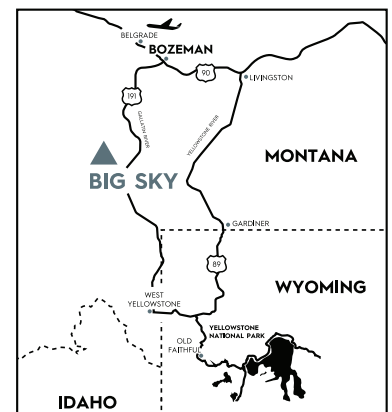 BELGRADE
BOZEMAN
90
LIVINGSTON
191
GALLATIN RIVER
YELLOWSTONE RIVER
MONTANA
BIG SKY
GARDINER
89
WYOMING
WEST
YELLOWSTONE
YELLOWSTONE
NATIONAL PARK
OLD
FAITHFUL
IDAHO